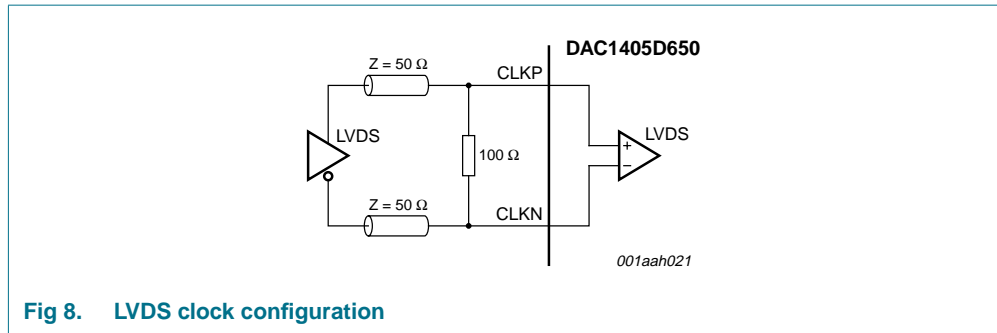 DAC1405D650
Z = 50 Ω
CLKP
LVDS
100 Ω
LVDS
+
−
Z = 50 Ω
CLKN
001aah021
Fig 8. LVDS clock configuration